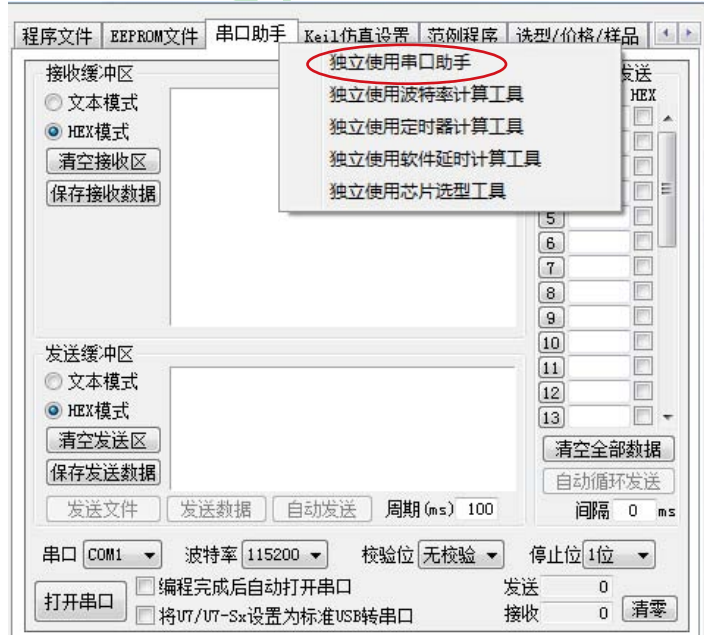 程序文件 EEPROM文件 串口助手 Keil仿真设置 范例程序 选型/价格/样品
独立使用串口助手
独立使用波特率计算工具
独立使用定时器计算工具
独立使用软件延时计算工具
独立使用芯片选型工具
接收缓冲区
文本模式
HEX模式
清空接收区
保存接收数据
发送
HEX
5
6
7
8
9
10
11
12
13
发送缓冲区
文本模式
HEX模式
清空发送区
保存发送数据
清空全部数据
自动循环发送
发送文件 发送数据 自动发送 周期(ms) 100 间隔 0 ms
串口 COM1 波特率 115200 校验位 无校验 停止位 1位
打开串口
编程完成后自动打开串口 发送 0
将U7/U7-Sx设置为标准USB转串口 接收 0
清零